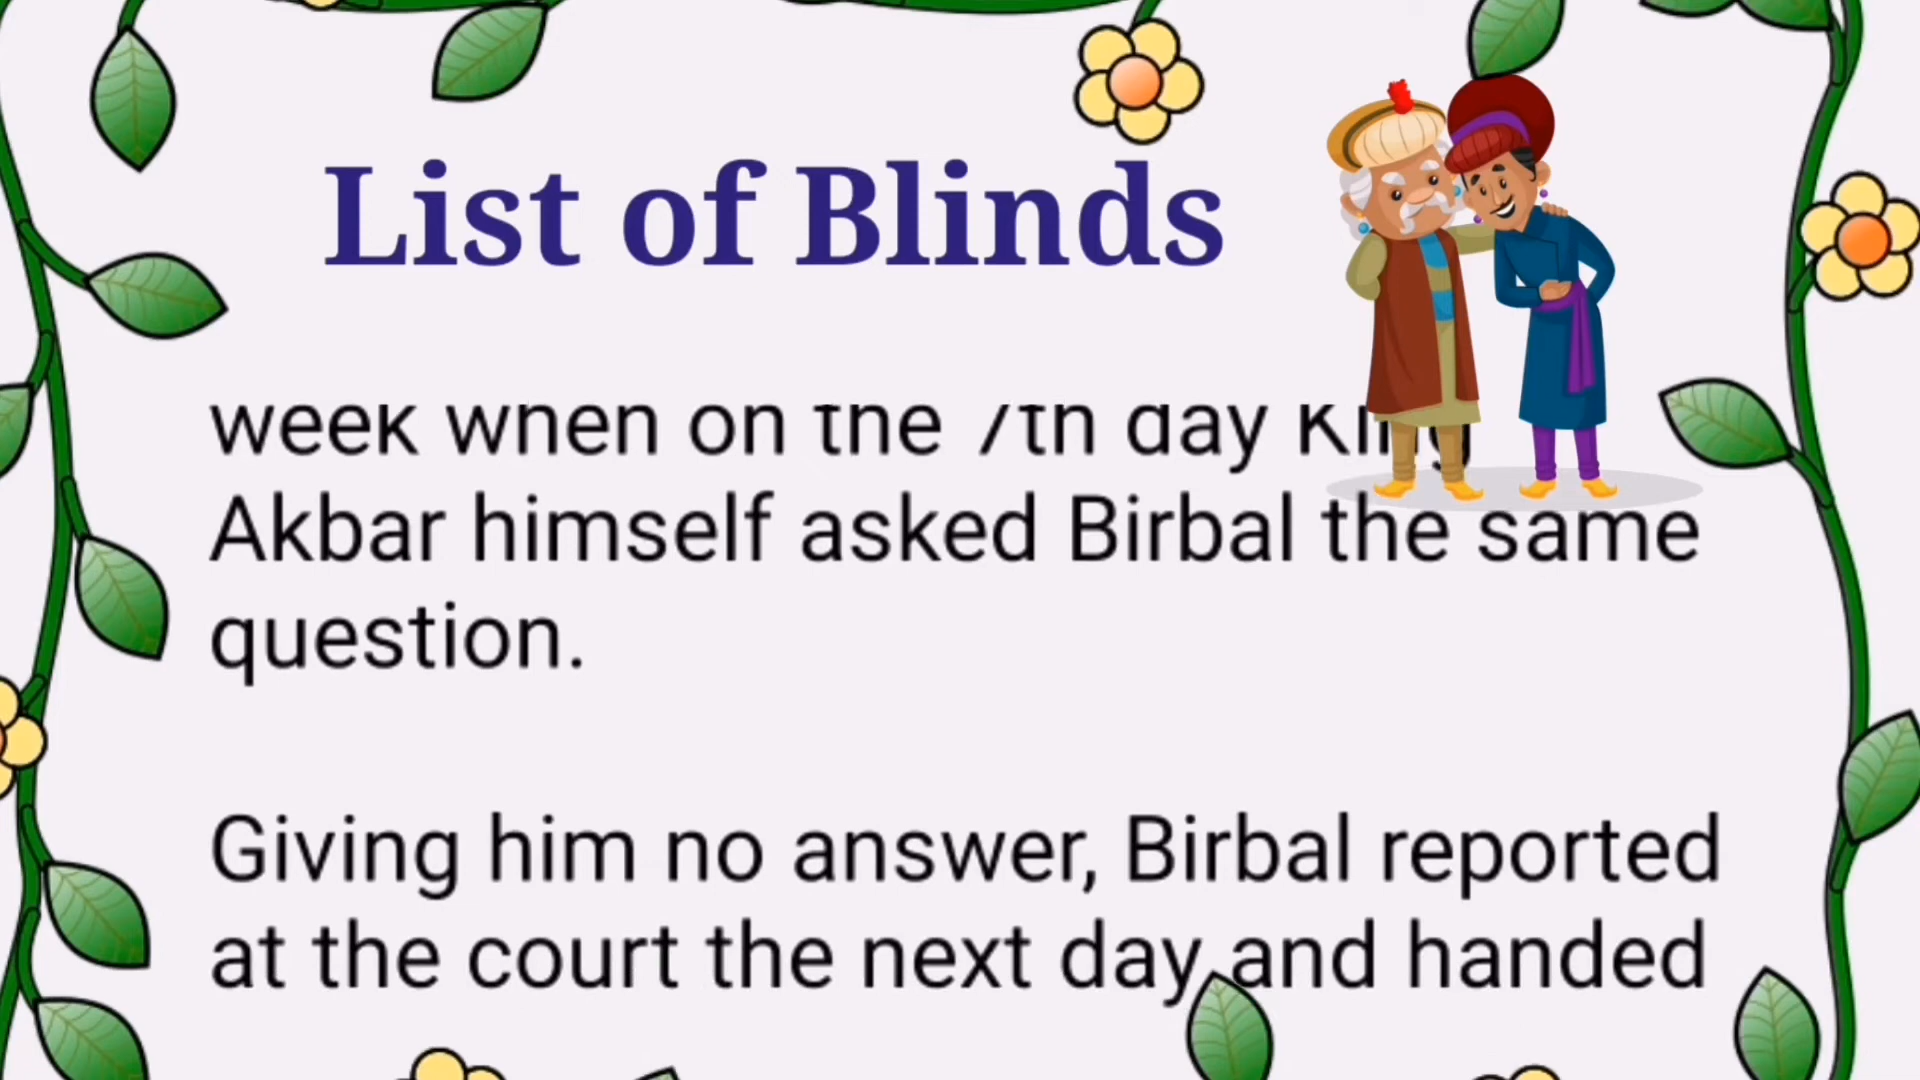 List of Blinds
week when on the 7th day King
Akbar himself asked Birbal the same
question.
Giving him no answer, Birbal reported
at the court the next day and handed